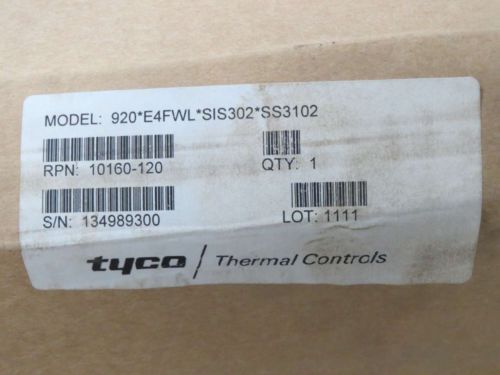 MODEL: 920*E4FWL*SIS302*SS3102
RPN: 10160-120 QTY: 1
S/N: 134989300 LOT: 1111
tyco / Thermal Controls